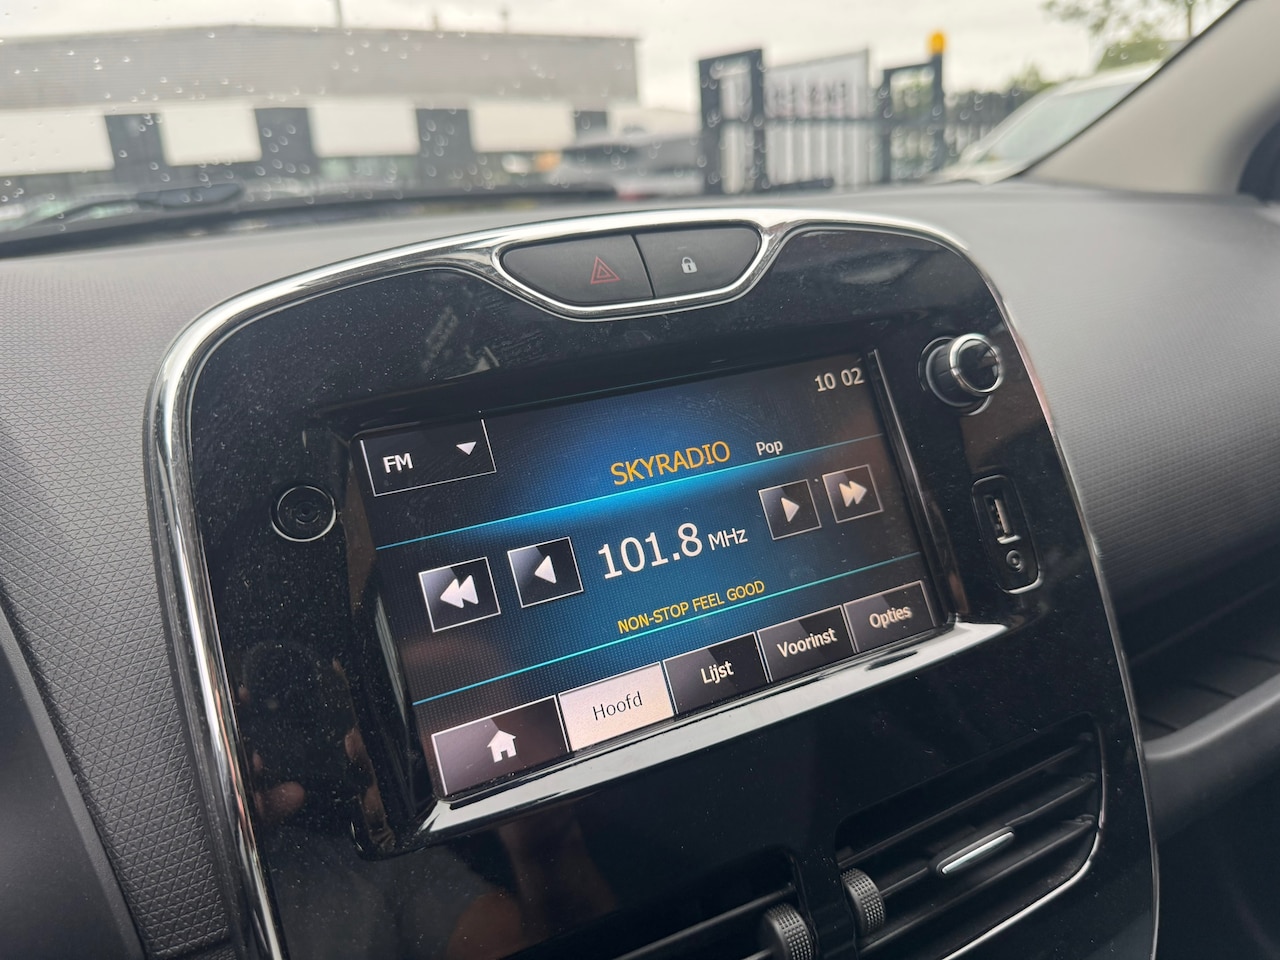 10 02
FM
SKYRADIO Pop
101.8 MHz
NON-STOP FEEL GOOD
Hoofd Lijst Voorinst Opties